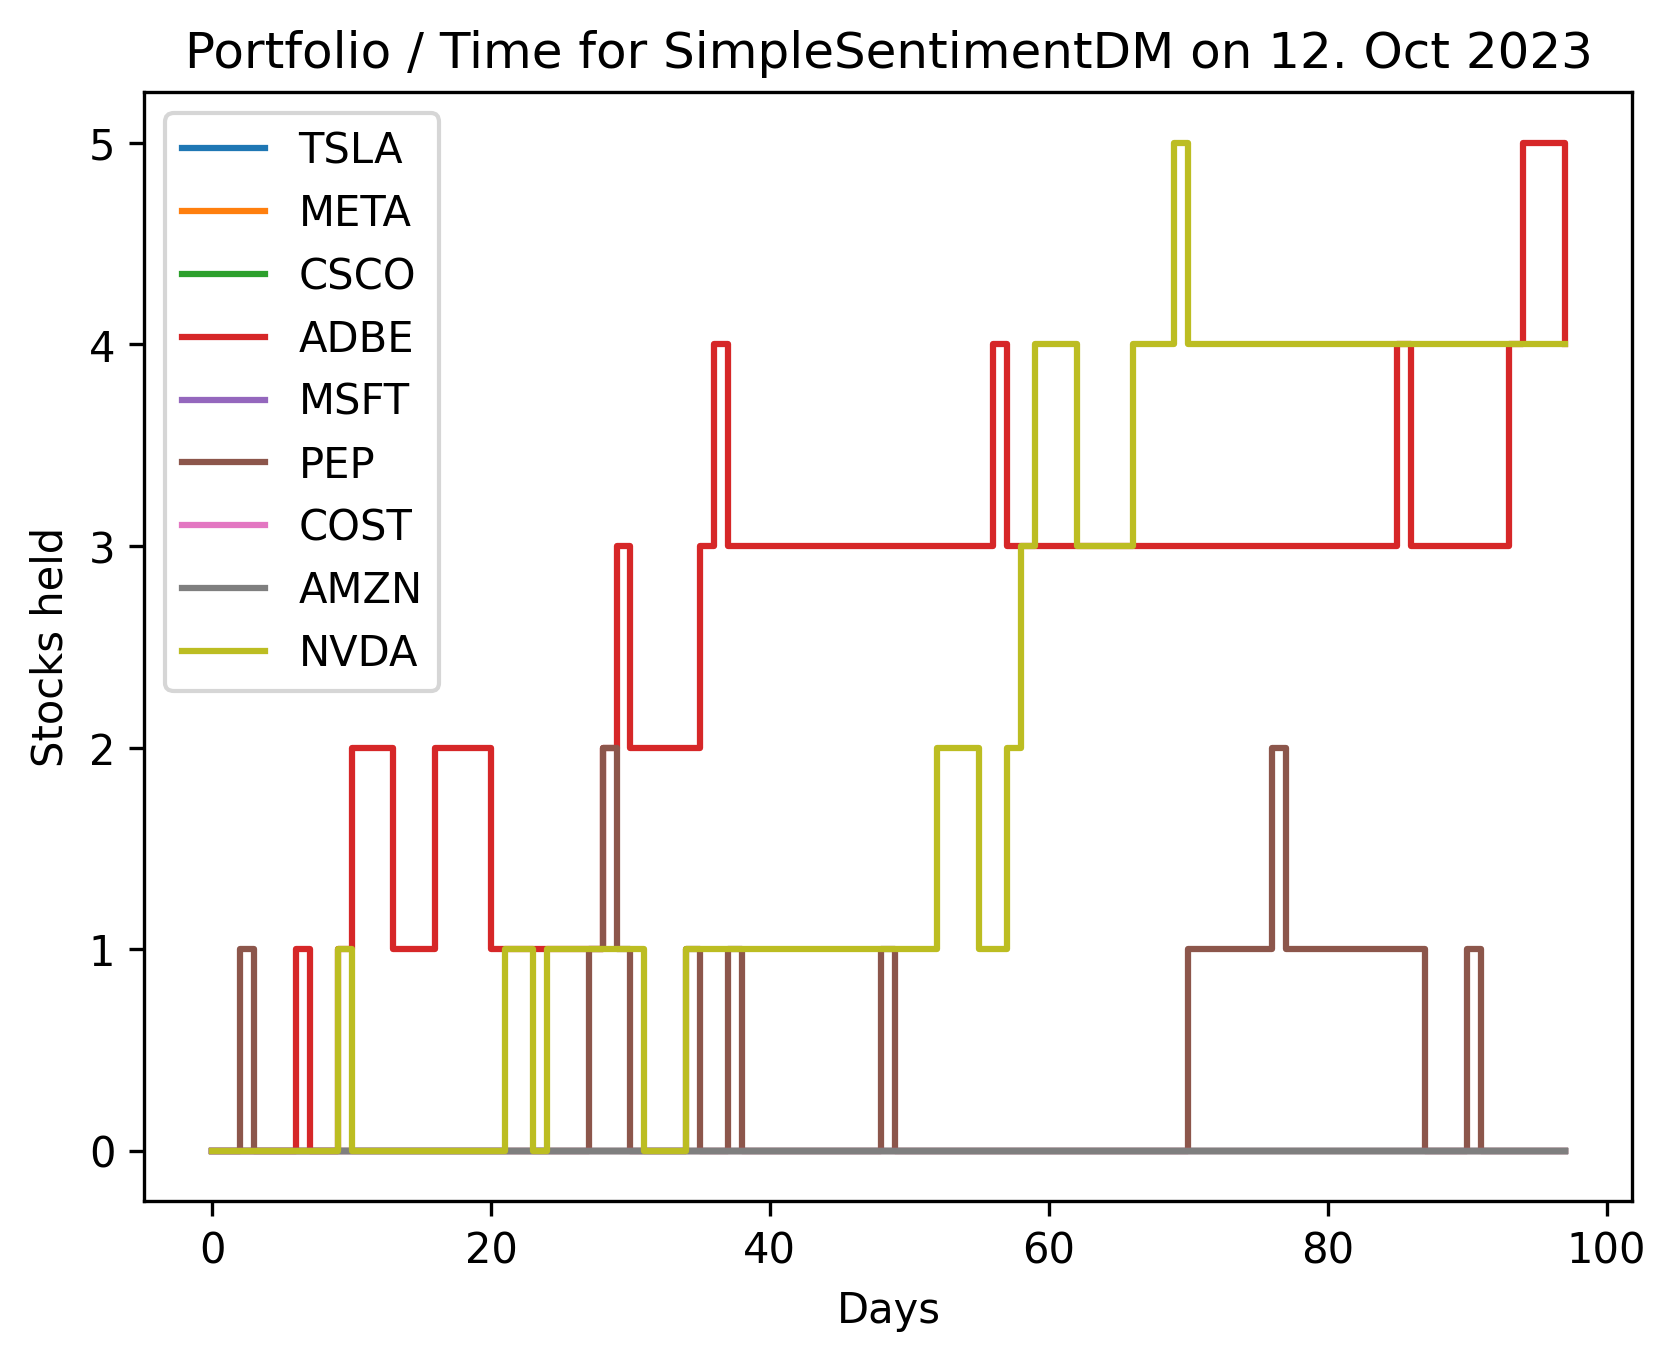 Portfolio / Time for SimpleSentimentDM on 12. Oct 2023
TSLA
META
CSCO
ADBE
MSFT
PEP
COST
AMZN
NVDA
Stocks held
5
4
3
2
1
0
0 20 40 60 80 100
Days